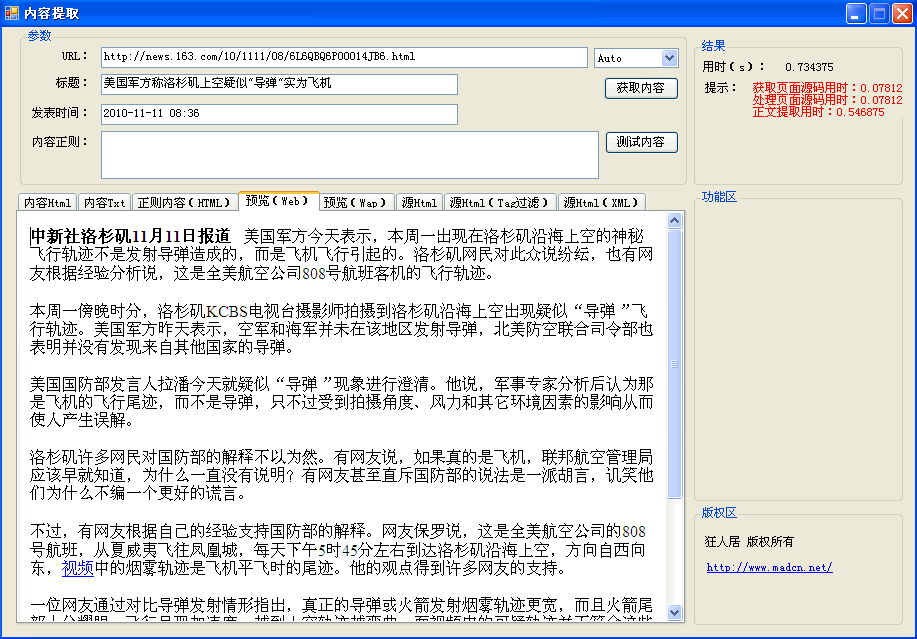 内容提取
参数
URL： http://news.163.com/10/1111/08/6L6QBQ6P00014JB6.html Auto
标题： 美国军方称洛杉矶上空疑似"导弹"实为飞机 获取内容
发表时间： 2010-11-11 08:36
内容正则： 测试内容
结果
用时(s)： 0.734375
提示： 获取页面源码用时：0.07812
处理页面源码用时：0.07812
正文提取用时：0.546875
内容Html 内容Txt 正则内容(HTML) 预览(Web) 预览(Wap) 源Html 源Html(Tag过滤) 源Html(XML)
中新社洛杉矶11月11日报道 美国军方今天表示，本周一出现在洛杉矶沿海上空的神秘
飞行轨迹不是发射导弹造成的，而是飞机飞行引起的。洛杉矶网民对此众说纷纭，也有网
友根据经验分析说，这是全美航空公司808号航班客机的飞行轨迹。
本周一傍晚时分，洛杉矶KCBS电视台摄影师拍摄到洛杉矶沿海上空出现疑似“导弹 ”飞
行轨迹。美国军方昨天表示，空军和海军并未在该地区发射导弹，北美防空联合司令部也
表明并没有发现来自其他国家的导弹。
美国国防部发言人拉潘今天就疑似“导弹 ”现象进行澄清。他说，军事专家分析后认为那
是飞机的飞行尾迹，而不是导弹，只不过受到拍摄角度、风力和其它环境因素的影响从而
使人产生误解。
洛杉矶许多网民对国防部的解释不以为然。有网友说，如果真的是飞机，联邦航空管理局
应该早就知道，为什么一直没有说明？有网友甚至直斥国防部的说法是一派胡言，讥笑他
们为什么不编一个更好的谎言。
不过，有网友根据自己的经验支持国防部的解释。网友保罗说，这是全美航空公司的808
号航班，从夏威夷飞往凤凰城，每天下午5时45分左右到达洛杉矶沿海上空，方向自西向
东，视频中的烟雾轨迹是飞机平飞时的尾迹。他的观点得到许多网友的支持。
一位网友通过对比导弹发射情形指出，真正的导弹或火箭发射烟雾轨迹更宽，而且火箭尾
功能区
版权区
狂人居 版权所有
http://www.madcn.net/